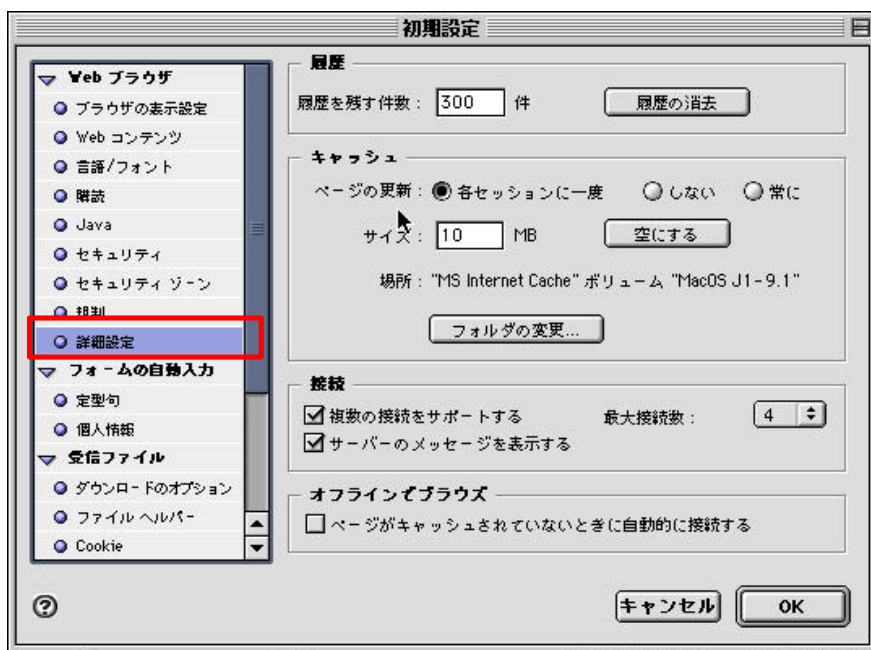 初期設定
Web ブラウザ
ブラウザの表示設定
Web コンテンツ
言語/フォント
購読
Java
セキュリティ
セキュリティ ゾーン
規制
詳細設定
フォームの自動入力
定型句
個人情報
受信ファイル
ダウンロードのオプション
ファイル ヘルパー
Cookie
履歴
履歴を残す件数 : 300 件 履歴の消去
キャッシュ
ページの更新 : 各セッションに一度 しない 常に
サイズ : 10 MB 空にする
場所 : "MS Internet Cache" ボリューム "MacOS J1-9.1"
フォルダの変更...
接続
複数の接続をサポートする 最大接続数 : 4
サーバーのメッセージを表示する
オフラインでブラウズ
ページがキャッシュされていないときに自動的に接続する
? キャンセル OK